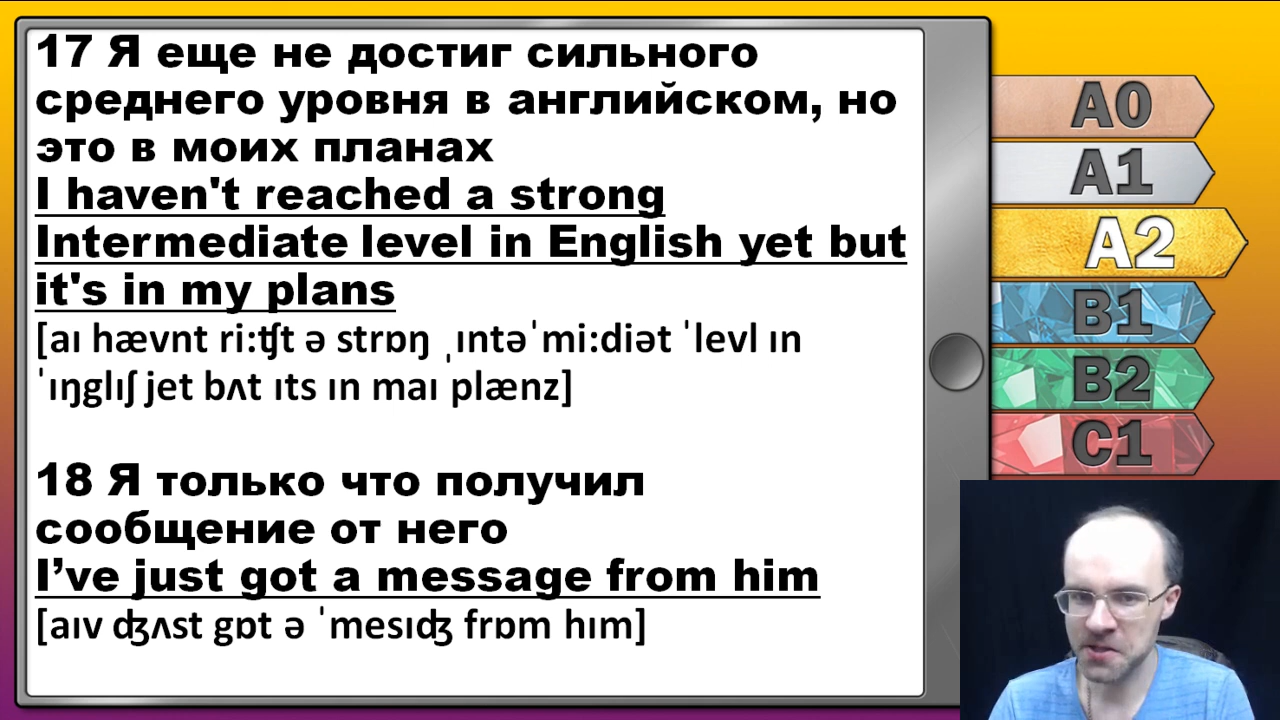 17 Я еще не достиг сильного
среднего уровня в английском, но
это в моих планах
I haven't reached a strong
Intermediate level in English yet but
it's in my plans
[aɪ hævnt ri:ʧt ə strɒŋ ˌɪntəˈmi:diət ˈlevl ɪn
ˈɪŋglɪʃ jet bʌt ɪts ɪn maɪ plænz]
18 Я только что получил
сообщение от него
I’ve just got a message from him
[aɪv ʤʌst gɒt ə ˈmesɪʤ frɒm hɪm]
A0
A1
A2
B1
B2
C1